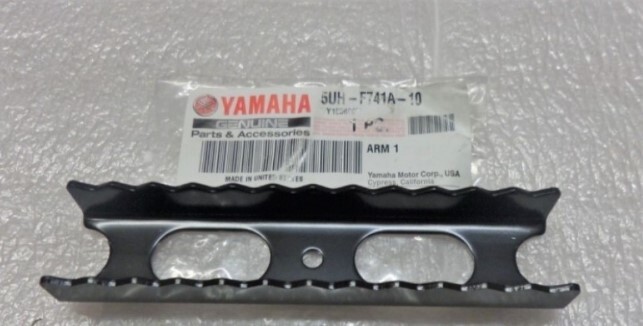 YAMAHA 5UH-F741A-10
GENUINE
1 PC.
Parts & Accessories
ARM 1
MADE IN UNITED STATES
Yamaha Motor Corp., USA
Cypress, California